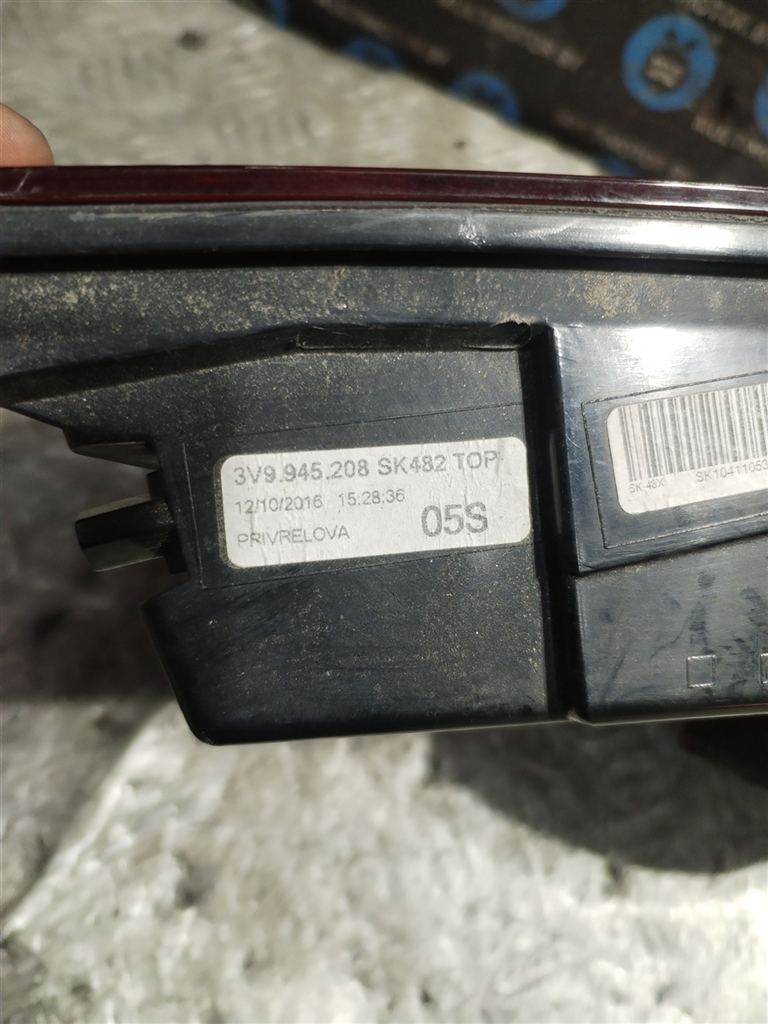 3V9.945.208 SK482 TOP
12/10/2016 15:28:36
PRIVRELOVA
05S
SK-48X
SK10411053